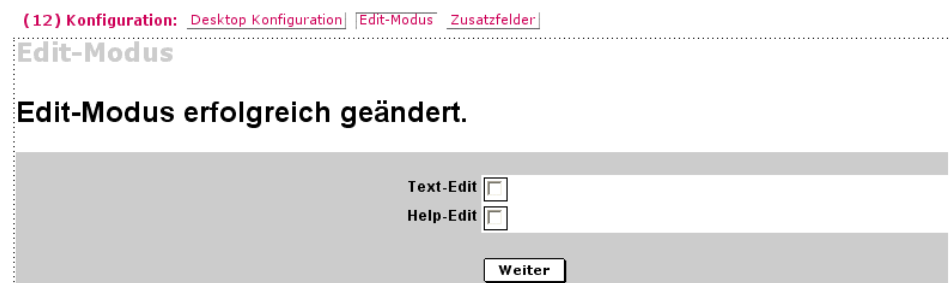 (12) Konfiguration: Desktop Konfiguration Edit-Modus Zusatzfelder
Edit-Modus
Edit-Modus erfolgreich geändert.
Text-Edit
Help-Edit
Weiter